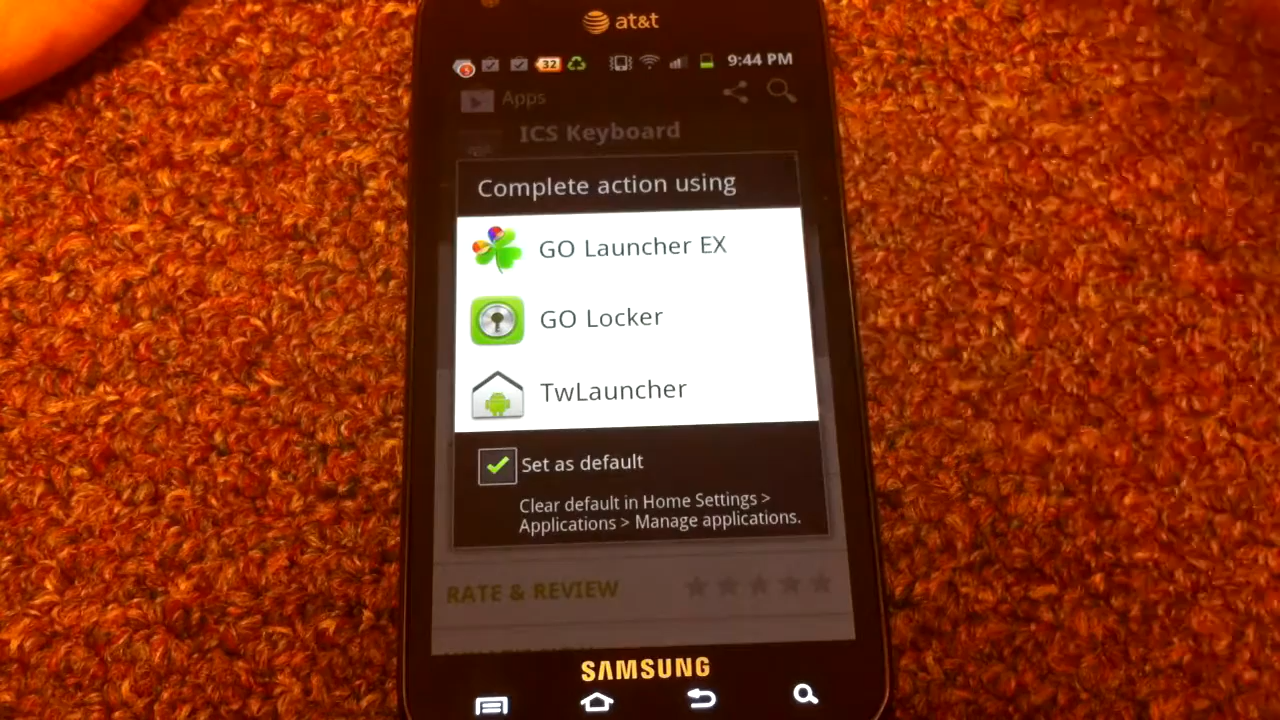 at&t
5
32
9:44 PM
Apps
ICS Keyboard
Complete action using
GO Launcher EX
GO Locker
TwLauncher
Set as default
Clear default in Home Settings >
Applications > Manage applications.
RATE & REVIEW
SAMSUNG